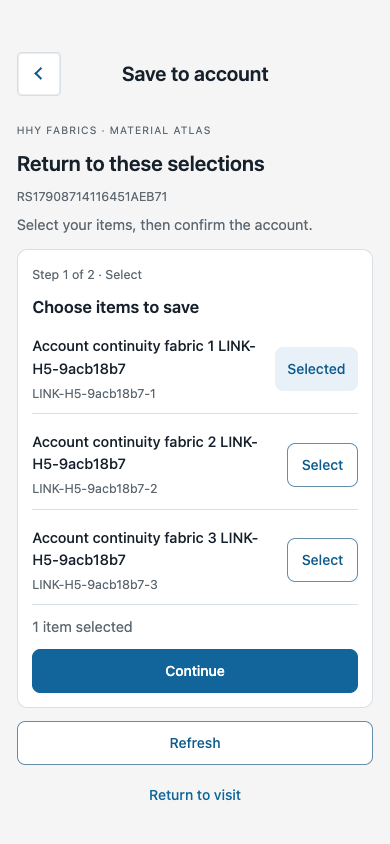 Save to account
HHY FABRICS · MATERIAL ATLAS
Return to these selections
RS17908714116451AEB71
Select your items, then confirm the account.
Step 1 of 2 · Select
Choose items to save
Account continuity fabric 1 LINK-
H5-9acb18b7
LINK-H5-9acb18b7-1
Selected
Account continuity fabric 2 LINK-
H5-9acb18b7
LINK-H5-9acb18b7-2
Select
Account continuity fabric 3 LINK-
H5-9acb18b7
LINK-H5-9acb18b7-3
Select
1 item selected
Continue
Refresh
Return to visit